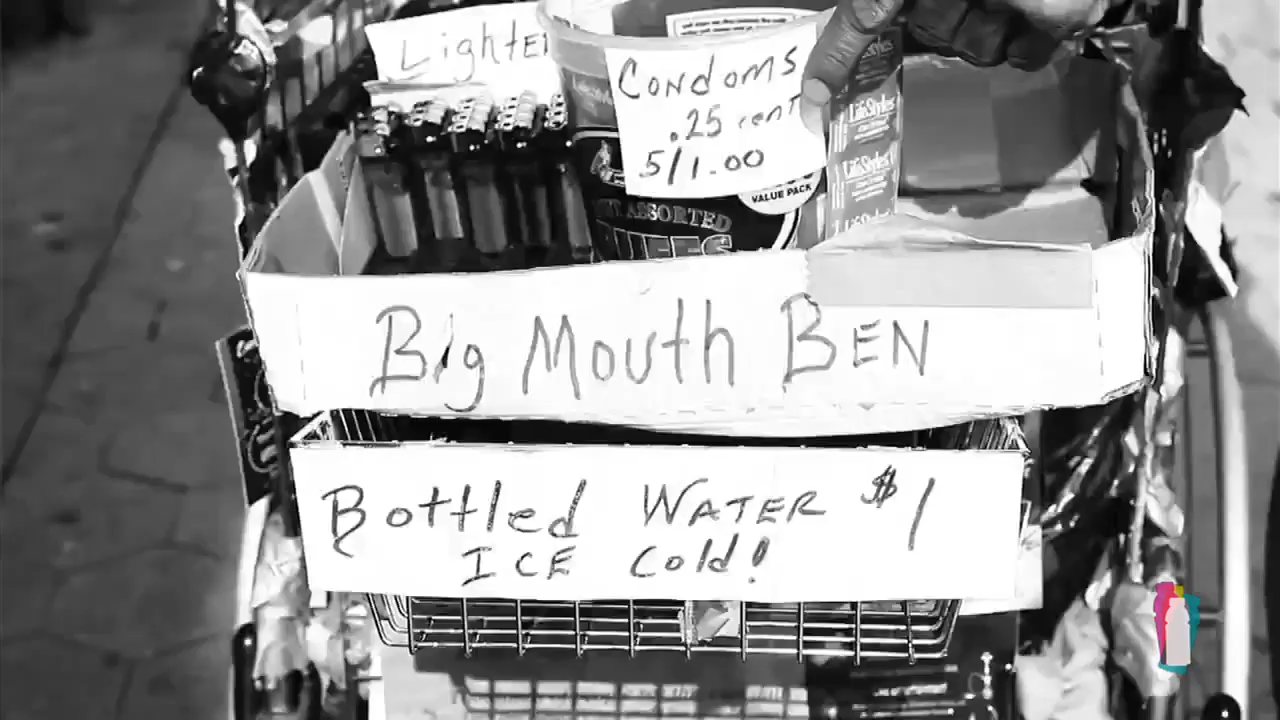 Lighter
Condoms
.25 cent
5/1.00
LifeStyles
LifeStyles
VALUE PACK
ASSORTED
Big Mouth BEN
Bottled WATER $1
ICE Cold!